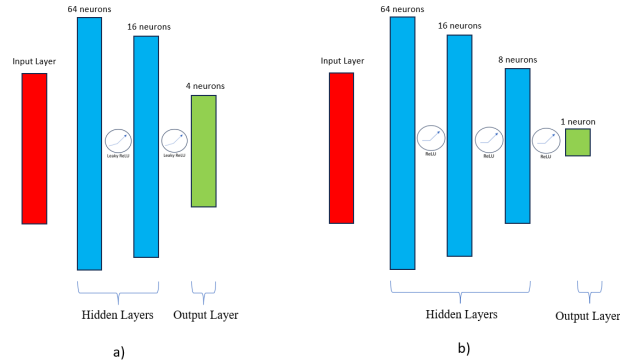 64 neurons
16 neurons
Input Layer
4 neurons
Leaky ReLU
Leaky ReLU
Hidden Layers
Output Layer
a)
64 neurons
16 neurons
Input Layer
8 neurons
1 neuron
ReLU
ReLU
ReLU
Hidden Layers
Output Layer
b)